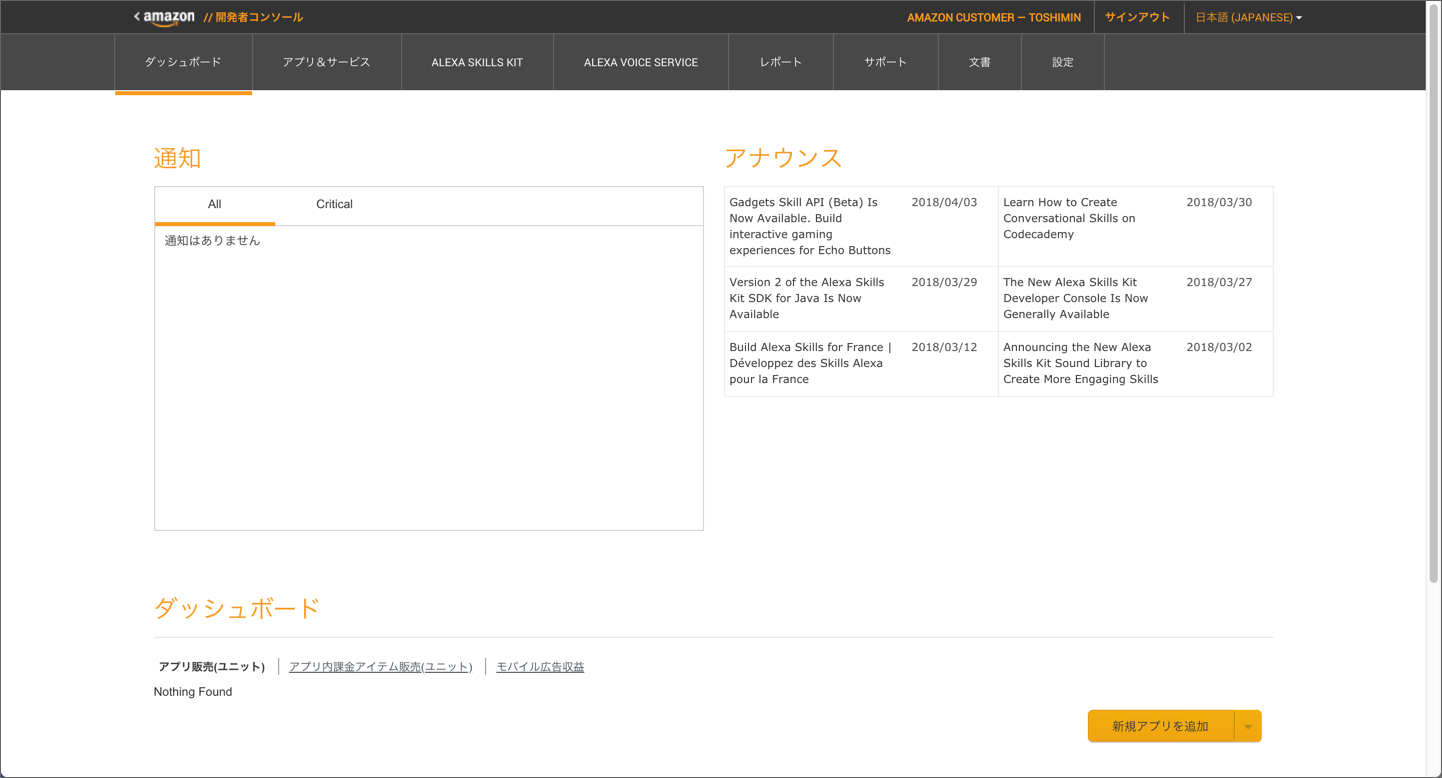 amazon // 開発者コンソール
AMAZON CUSTOMER — TOSHIMIN
サインアウト
日本語 (JAPANESE)
ダッシュボード
アプリ＆サービス
ALEXA SKILLS KIT
ALEXA VOICE SERVICE
レポート
サポート
文書
設定
通知
All
Critical
通知はありません
アナウンス
Gadgets Skill API (Beta) Is
Now Available. Build
interactive gaming
experiences for Echo Buttons
2018/04/03
Learn How to Create
Conversational Skills on
Codecademy
2018/03/30
Version 2 of the Alexa Skills
Kit SDK for Java Is Now
Available
2018/03/29
The New Alexa Skills Kit
Developer Console Is Now
Generally Available
2018/03/27
Build Alexa Skills for France |
Développez des Skills Alexa
pour la France
2018/03/12
Announcing the New Alexa
Skills Kit Sound Library to
Create More Engaging Skills
2018/03/02
ダッシュボード
アプリ販売(ユニット)
アプリ内課金アイテム販売(ユニット)
モバイル広告収益
Nothing Found
新規アプリを追加